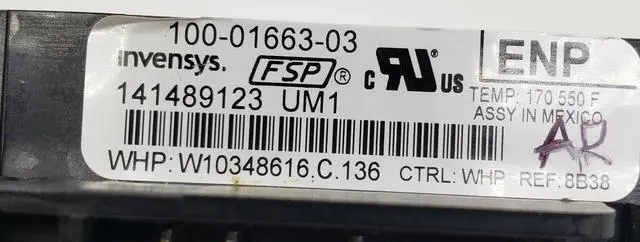 100-01663-03
invensys. FSP® c RU US ENP
141489123 UM1 TEMP: 170 550 F
ASSY IN MEXICO
AR
WHP: W10348616.C.136 CTRL: WHP REF: 8B38